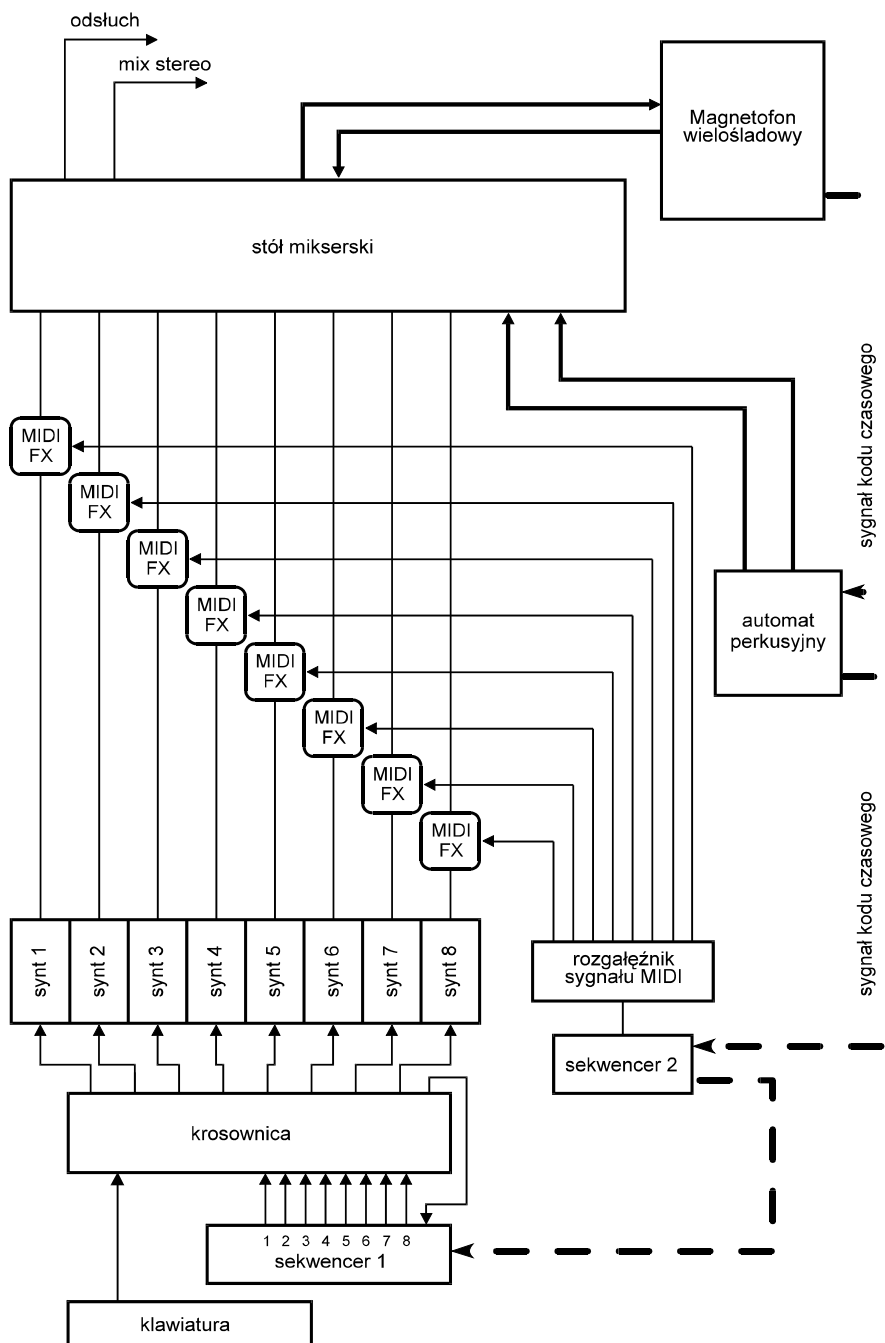 odsłuch
mix stereo
Magnetofon
wielośladowy
stół mikserski
sygnał kodu czasowego
MIDI
FX
MIDI
FX
MIDI
FX
MIDI
FX
MIDI
FX
MIDI
FX
MIDI
FX
MIDI
FX
automat
perkusyjny
sygnał kodu czasowego
synt 1
synt 2
synt 3
synt 4
synt 5
synt 6
synt 7
synt 8
rozgałęźnik
sygnału MIDI
sekwencer 2
krosownica
1 2 3 4 5 6 7 8
sekwencer 1
klawiatura